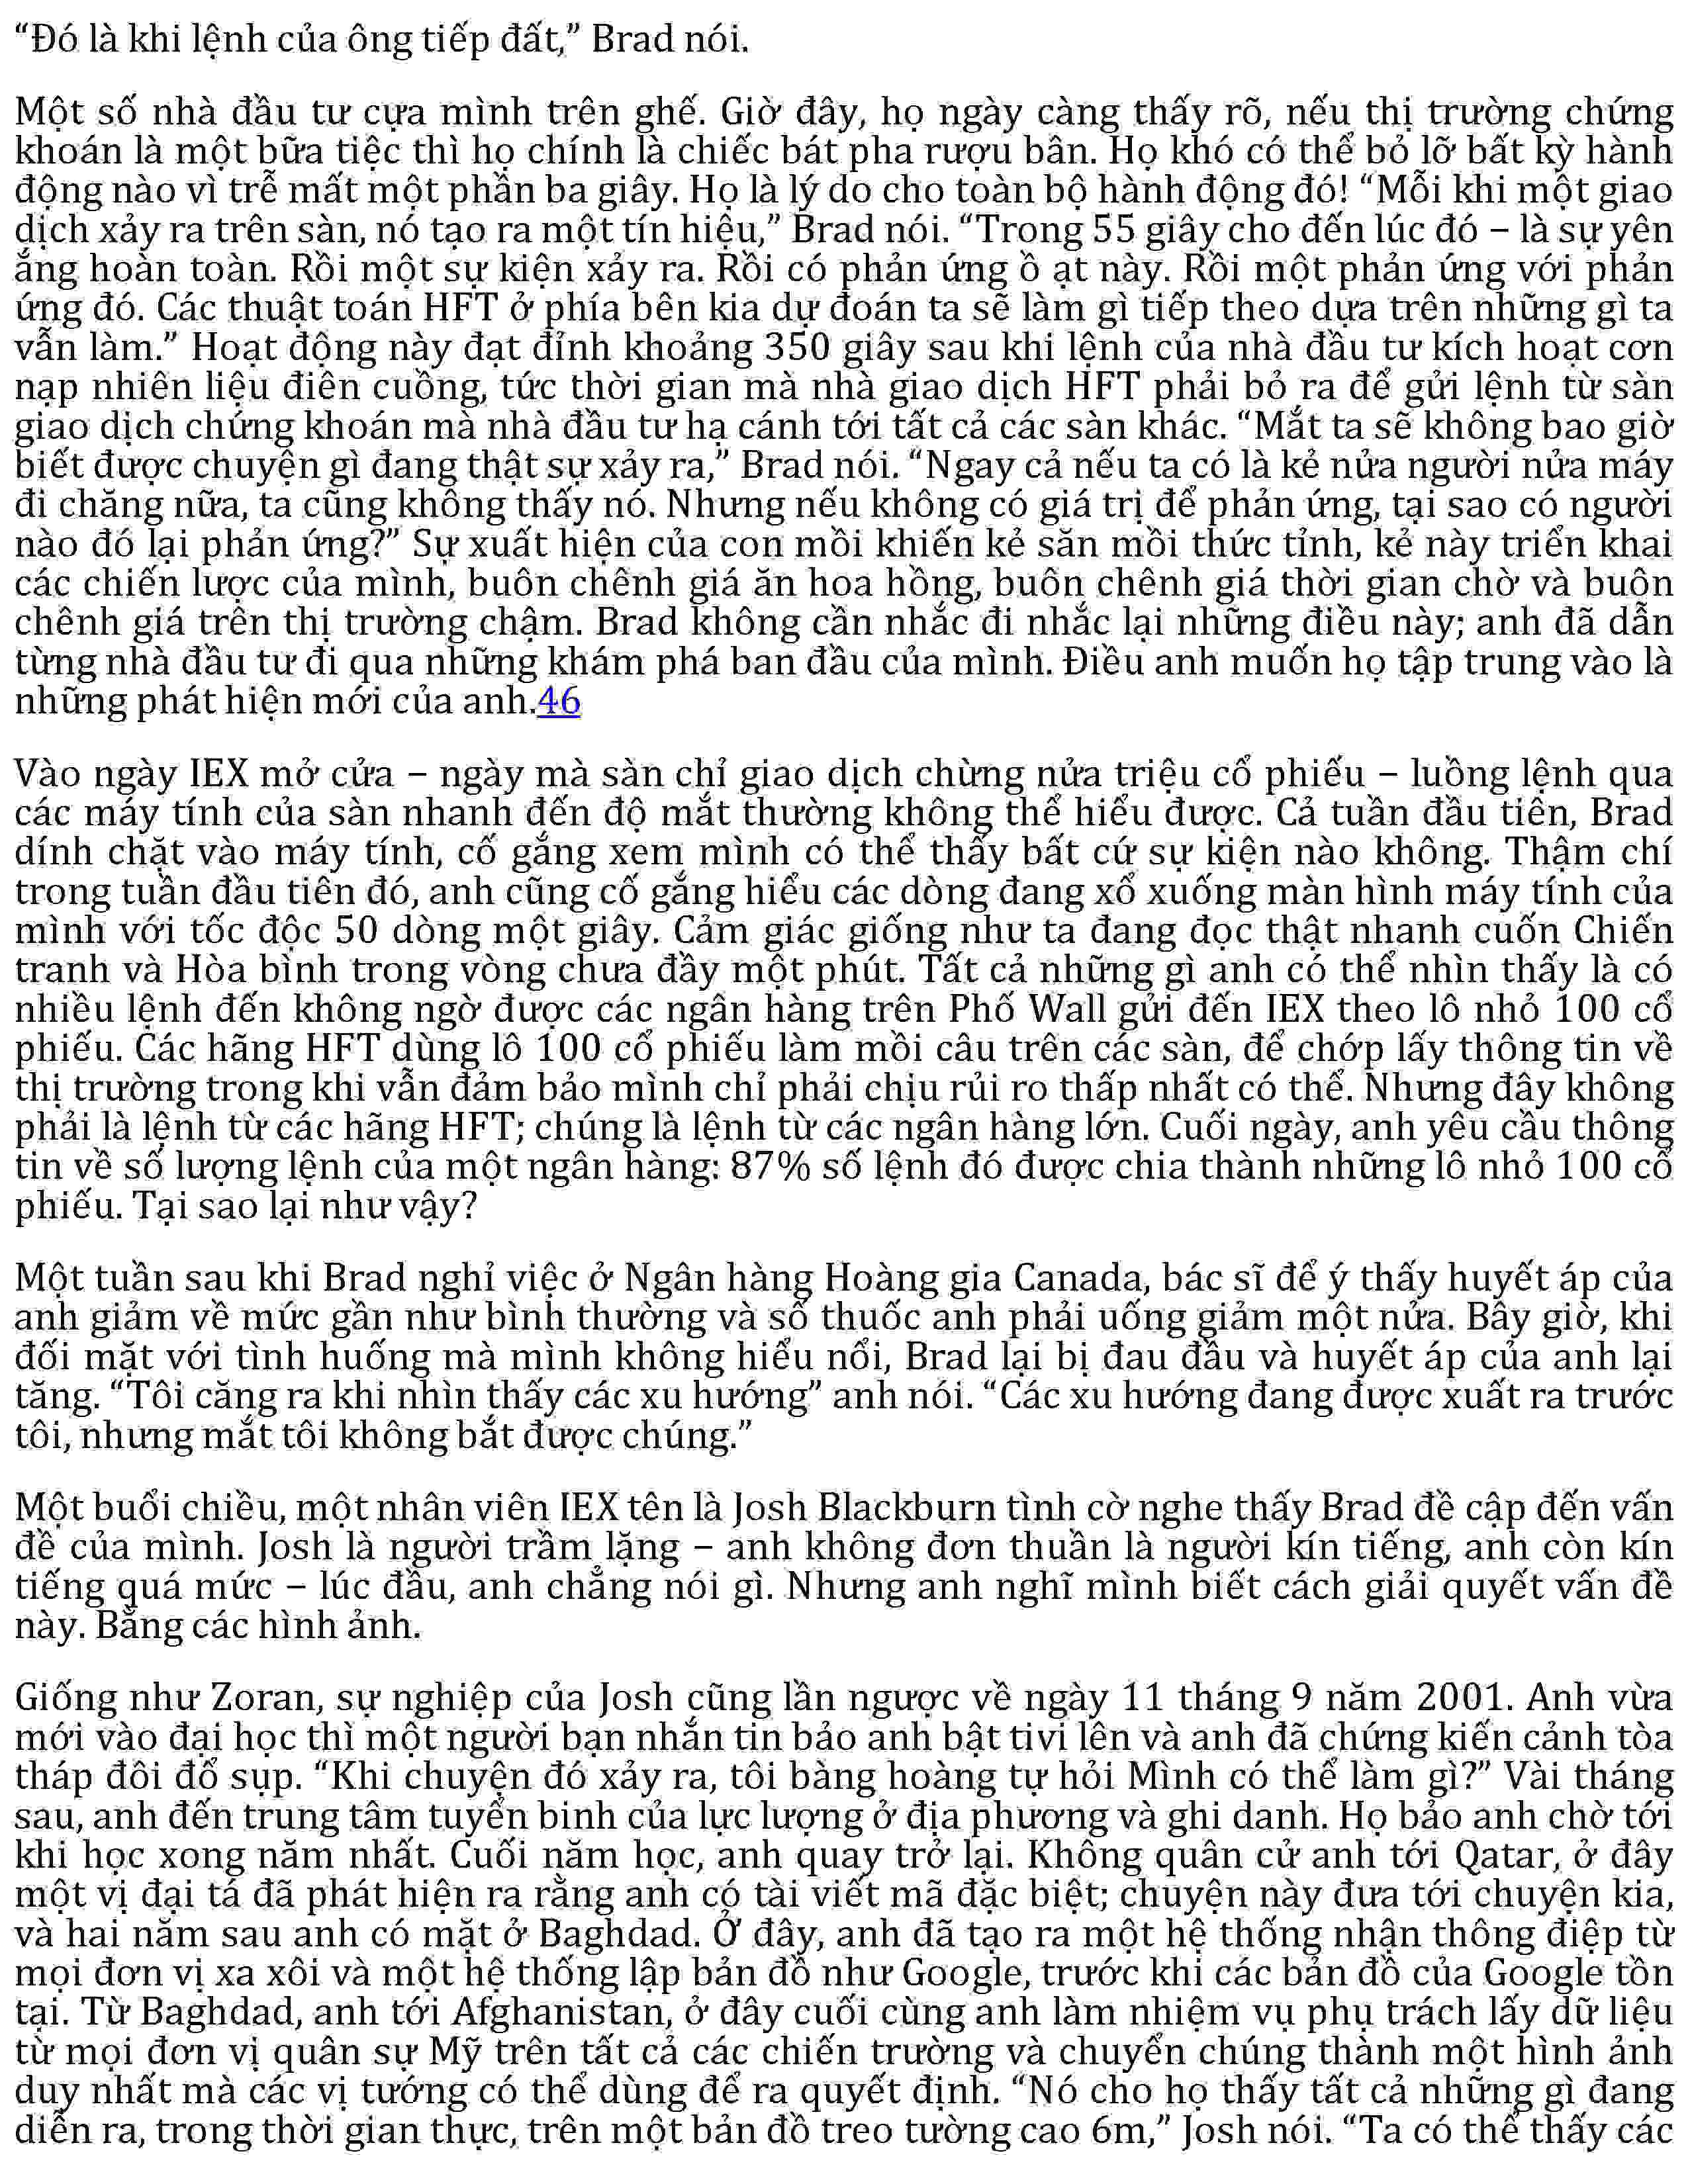 “Đó là khi lệnh của ông tiếp đất,” Brad nói.
Một số nhà đầu tư cựa mình trên ghế. Giờ đây, họ ngày càng thấy rõ, nếu thị trường chứng
khoán là một bữa tiệc thì họ chính là chiếc bát pha rượu bân. Họ khó có thể bỏ lỡ bất kỳ hành
động nào vì trễ mất một phần ba giây. Họ là lý do cho toàn bộ hành động đó! “Mỗi khi một giao
dịch xảy ra trên sàn, nó tạo ra một tín hiệu,” Brad nói. “Trong 55 giây cho đến lúc đó – là sự yên
ắng hoàn toàn. Rồi một sự kiện xảy ra. Rồi có phản ứng ồ ạt này. Rồi một phản ứng với phản
ứng đó. Các thuật toán HFT ở phía bên kia dự đoán ta sẽ làm gì tiếp theo dựa trên những gì ta
vẫn làm.” Hoạt động này đạt đỉnh khoảng 350 giây sau khi lệnh của nhà đầu tư kích hoạt cơn
nạp nhiên liệu điên cuồng, tức thời gian mà nhà giao dịch HFT phải bỏ ra để gửi lệnh từ sàn
giao dịch chứng khoán mà nhà đầu tư hạ cánh tới tất cả các sàn khác. “Mắt ta sẽ không bao giờ
biết được chuyện gì đang thật sự xảy ra,” Brad nói. “Ngay cả nếu ta có là kẻ nửa người nửa máy
đi chăng nữa, ta cũng không thấy nó. Nhưng nếu không có giá trị để phản ứng, tại sao có người
nào đó lại phản ứng?” Sự xuất hiện của con mồi khiến kẻ săn mồi thức tỉnh, kẻ này triển khai
các chiến lược của mình, buôn chênh giá ăn hoa hồng, buôn chênh giá thời gian chờ và buôn
chênh giá trên thị trường chậm. Brad không cần nhắc đi nhắc lại những điều này; anh đã dẫn
từng nhà đầu tư đi qua những khám phá ban đầu của mình. Điều anh muốn họ tập trung vào là
những phát hiện mới của anh.46
Vào ngày IEX mở cửa – ngày mà sàn chỉ giao dịch chừng nửa triệu cổ phiếu – luồng lệnh qua
các máy tính của sàn nhanh đến độ mắt thường không thể hiểu được. Cả tuần đầu tiên, Brad
dính chặt vào máy tính, cố gắng xem mình có thể thấy bất cứ sự kiện nào không. Thậm chí
trong tuần đầu tiên đó, anh cũng cố gắng hiểu các dòng đang xổ xuống màn hình máy tính của
mình với tốc độc 50 dòng một giây. Cảm giác giống như ta đang đọc thật nhanh cuốn Chiến
tranh và Hòa bình trong vòng chưa đầy một phút. Tất cả những gì anh có thể nhìn thấy là có
nhiều lệnh đến không ngờ được các ngân hàng trên Phố Wall gửi đến IEX theo lô nhỏ 100 cổ
phiếu. Các hãng HFT dùng lô 100 cổ phiếu làm mồi câu trên các sàn, để chớp lấy thông tin về
thị trường trong khi vẫn đảm bảo mình chỉ phải chịu rủi ro thấp nhất có thể. Nhưng đây không
phải là lệnh từ các hãng HFT; chúng là lệnh từ các ngân hàng lớn. Cuối ngày, anh yêu cầu thông
tin về số lượng lệnh của một ngân hàng: 87% số lệnh đó được chia thành những lô nhỏ 100 cổ
phiếu. Tại sao lại như vậy?
Một tuần sau khi Brad nghỉ việc ở Ngân hàng Hoàng gia Canada, bác sĩ để ý thấy huyết áp của
anh giảm về mức gần như bình thường và số thuốc anh phải uống giảm một nửa. Bây giờ, khi
đối mặt với tình huống mà mình không hiểu nổi, Brad lại bị đau đầu và huyết áp của anh lại
tăng. “Tôi căng ra khi nhìn thấy các xu hướng” anh nói. “Các xu hướng đang được xuất ra trước
tôi, nhưng mắt tôi không bắt được chúng.”
Một buổi chiều, một nhân viên IEX tên là Josh Blackburn tình cờ nghe thấy Brad đề cập đến vấn
đề của mình. Josh là người trầm lặng – anh không đơn thuần là người kín tiếng, anh còn kín
tiếng quá mức – lúc đầu, anh chẳng nói gì. Nhưng anh nghĩ mình biết cách giải quyết vấn đề
này. Bằng các hình ảnh.
Giống như Zoran, sự nghiệp của Josh cũng lần ngược về ngày 11 tháng 9 năm 2001. Anh vừa
mới vào đại học thì một người bạn nhắn tin bảo anh bật tivi lên và anh đã chứng kiến cảnh tòa
tháp đôi đổ sụp. “Khi chuyện đó xảy ra, tôi bàng hoàng tự hỏi Mình có thể làm gì?” Vài tháng
sau, anh đến trung tâm tuyển binh của lực lượng ở địa phương và ghi danh. Họ bảo anh chờ tới
khi học xong năm nhất. Cuối năm học, anh quay trở lại. Không quân cử anh tới Qatar, ở đây
một vị đại tá đã phát hiện ra rằng anh có tài viết mã đặc biệt; chuyện này đưa tới chuyện kia,
và hai năm sau anh có mặt ở Baghdad. Ở đây, anh đã tạo ra một hệ thống nhận thông điệp từ
mọi đơn vị xa xôi và một hệ thống lập bản đồ như Google, trước khi các bản đồ của Google tồn
tại. Từ Baghdad, anh tới Afghanistan, ở đây cuối cùng anh làm nhiệm vụ phụ trách lấy dữ liệu
từ mọi đơn vị quân sự Mỹ trên tất cả các chiến trường và chuyển chúng thành một hình ảnh
duy nhất mà các vị tướng có thể dùng để ra quyết định. “Nó cho họ thấy tất cả những gì đang
diễn ra, trong thời gian thực, trên một bản đồ treo tường cao 6m,” Josh nói. “Ta có thể thấy các